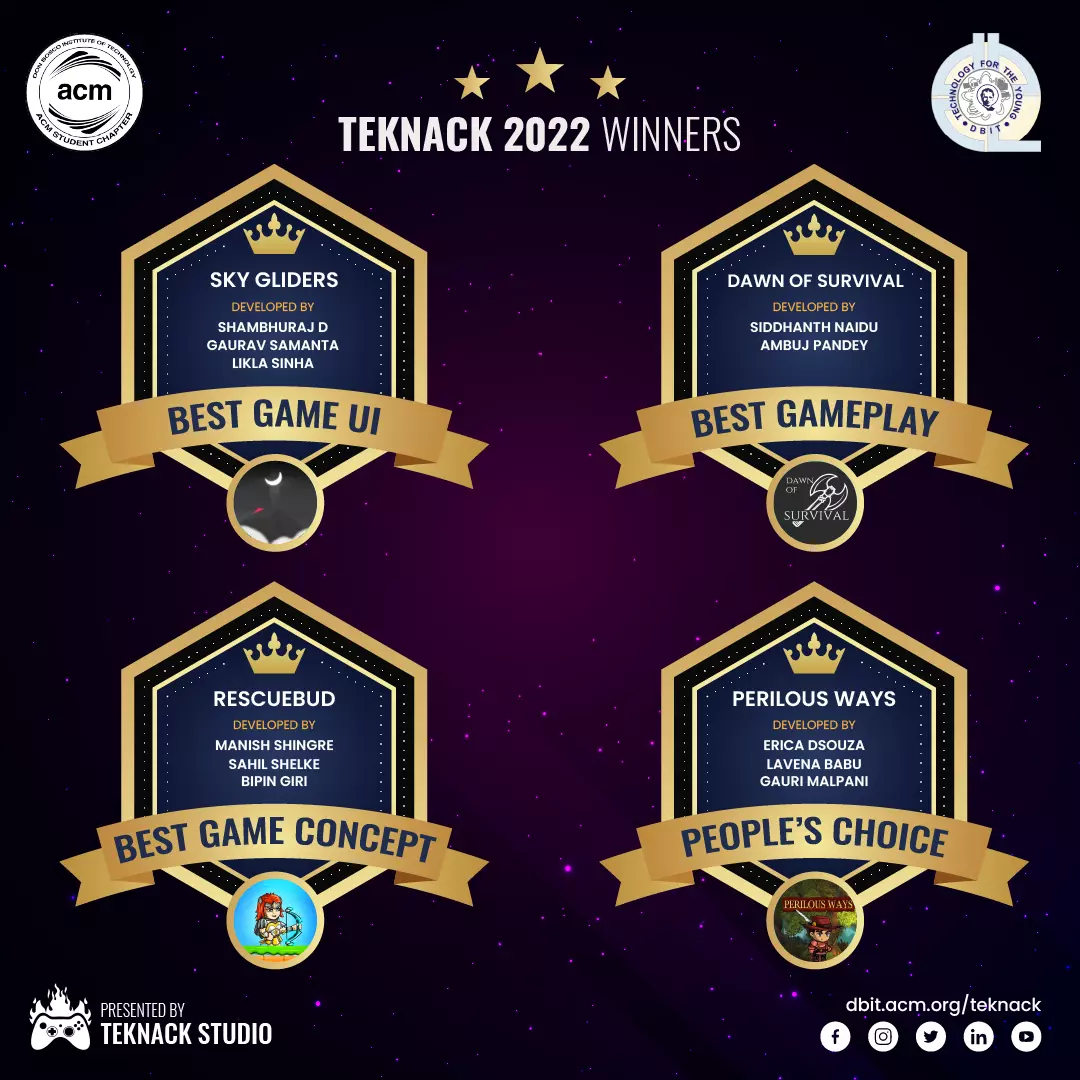 DON BOSCO INSTITUTE OF TECHNOLOGY
acm
ACM STUDENT CHAPTER
TEKNACK 2022 WINNERS
TECHNOLOGY FOR THE YOUNG
• DBIT •
SKY GLIDERS
DEVELOPED BY
SHAMBHURAJ D
GAURAV SAMANTA
LIKLA SINHA
BEST GAME UI
DAWN OF SURVIVAL
DEVELOPED BY
SIDDHANTH NAIDU
AMBUJ PANDEY
BEST GAMEPLAY
DAWN
OF
SURVIVAL
RESCUEBUD
DEVELOPED BY
MANISH SHINGRE
SAHIL SHELKE
BIPIN GIRI
BEST GAME CONCEPT
PERILOUS WAYS
DEVELOPED BY
ERICA DSOUZA
LAVENA BABU
GAURI MALPANI
PEOPLE'S CHOICE
PERILOUS WAYS
PRESENTED BY
TEKNACK STUDIO
dbit.acm.org/teknack